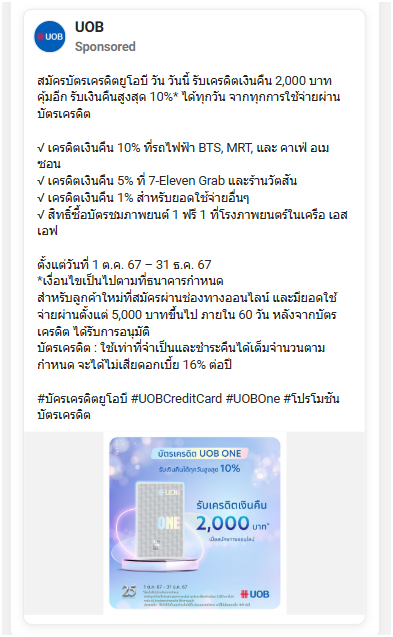 UOB
UOB
Sponsored
สมัครบัตรเครดิตยูโอบี วัน วันนี้ รับเครดิตเงินคืน 2,000 บาท
คุ้มอีก รับเงินคืนสูงสุด 10%* ได้ทุกวัน จากทุกการใช้จ่ายผ่าน
บัตรเครดิต
√ เครดิตเงินคืน 10% ที่รถไฟฟ้า BTS, MRT, และ คาเฟ่ อเม
ซอน
√ เครดิตเงินคืน 5% ที่ 7-Eleven Grab และร้านวัตสัน
√ เครดิตเงินคืน 1% สำหรับยอดใช้จ่ายอื่นๆ
√ สิทธิ์ซื้อบัตรชมภาพยนต์ 1 ฟรี 1 ที่โรงภาพยนตร์ในเครือ เอส
เอฟ
ตั้งแต่วันที่ 1 ต.ค. 67 – 31 ธ.ค. 67
*เงื่อนไขเป็นไปตามที่ธนาคารกำหนด
สำหรับลูกค้าใหม่ที่สมัครผ่านช่องทางออนไลน์ และมียอดใช้
จ่ายผ่านตั้งแต่ 5,000 บาทขึ้นไป ภายใน 60 วัน หลังจากบัตร
เครดิต ได้รับการอนุมัติ
บัตรเครดิต : ใช้เท่าที่จำเป็นและชำระคืนได้เต็มจำนวนตาม
กำหนด จะได้ไม่เสียดอกเบี้ย 16% ต่อปี
#บัตรเครดิตยูโอบี #UOBCreditCard #UOBOne #โปรโมชัน
บัตรเครดิต
บัตรเครดิต UOB ONE
รับเงินคืนได้ทุกวันสูงสุด 10%
UOB
ONE
รับเครดิตเงินคืน
2,000 บาท*
เมื่อสมัครออนไลน์
25
1 ต.ค. 67 - 31 ธ.ค. 67
UOB